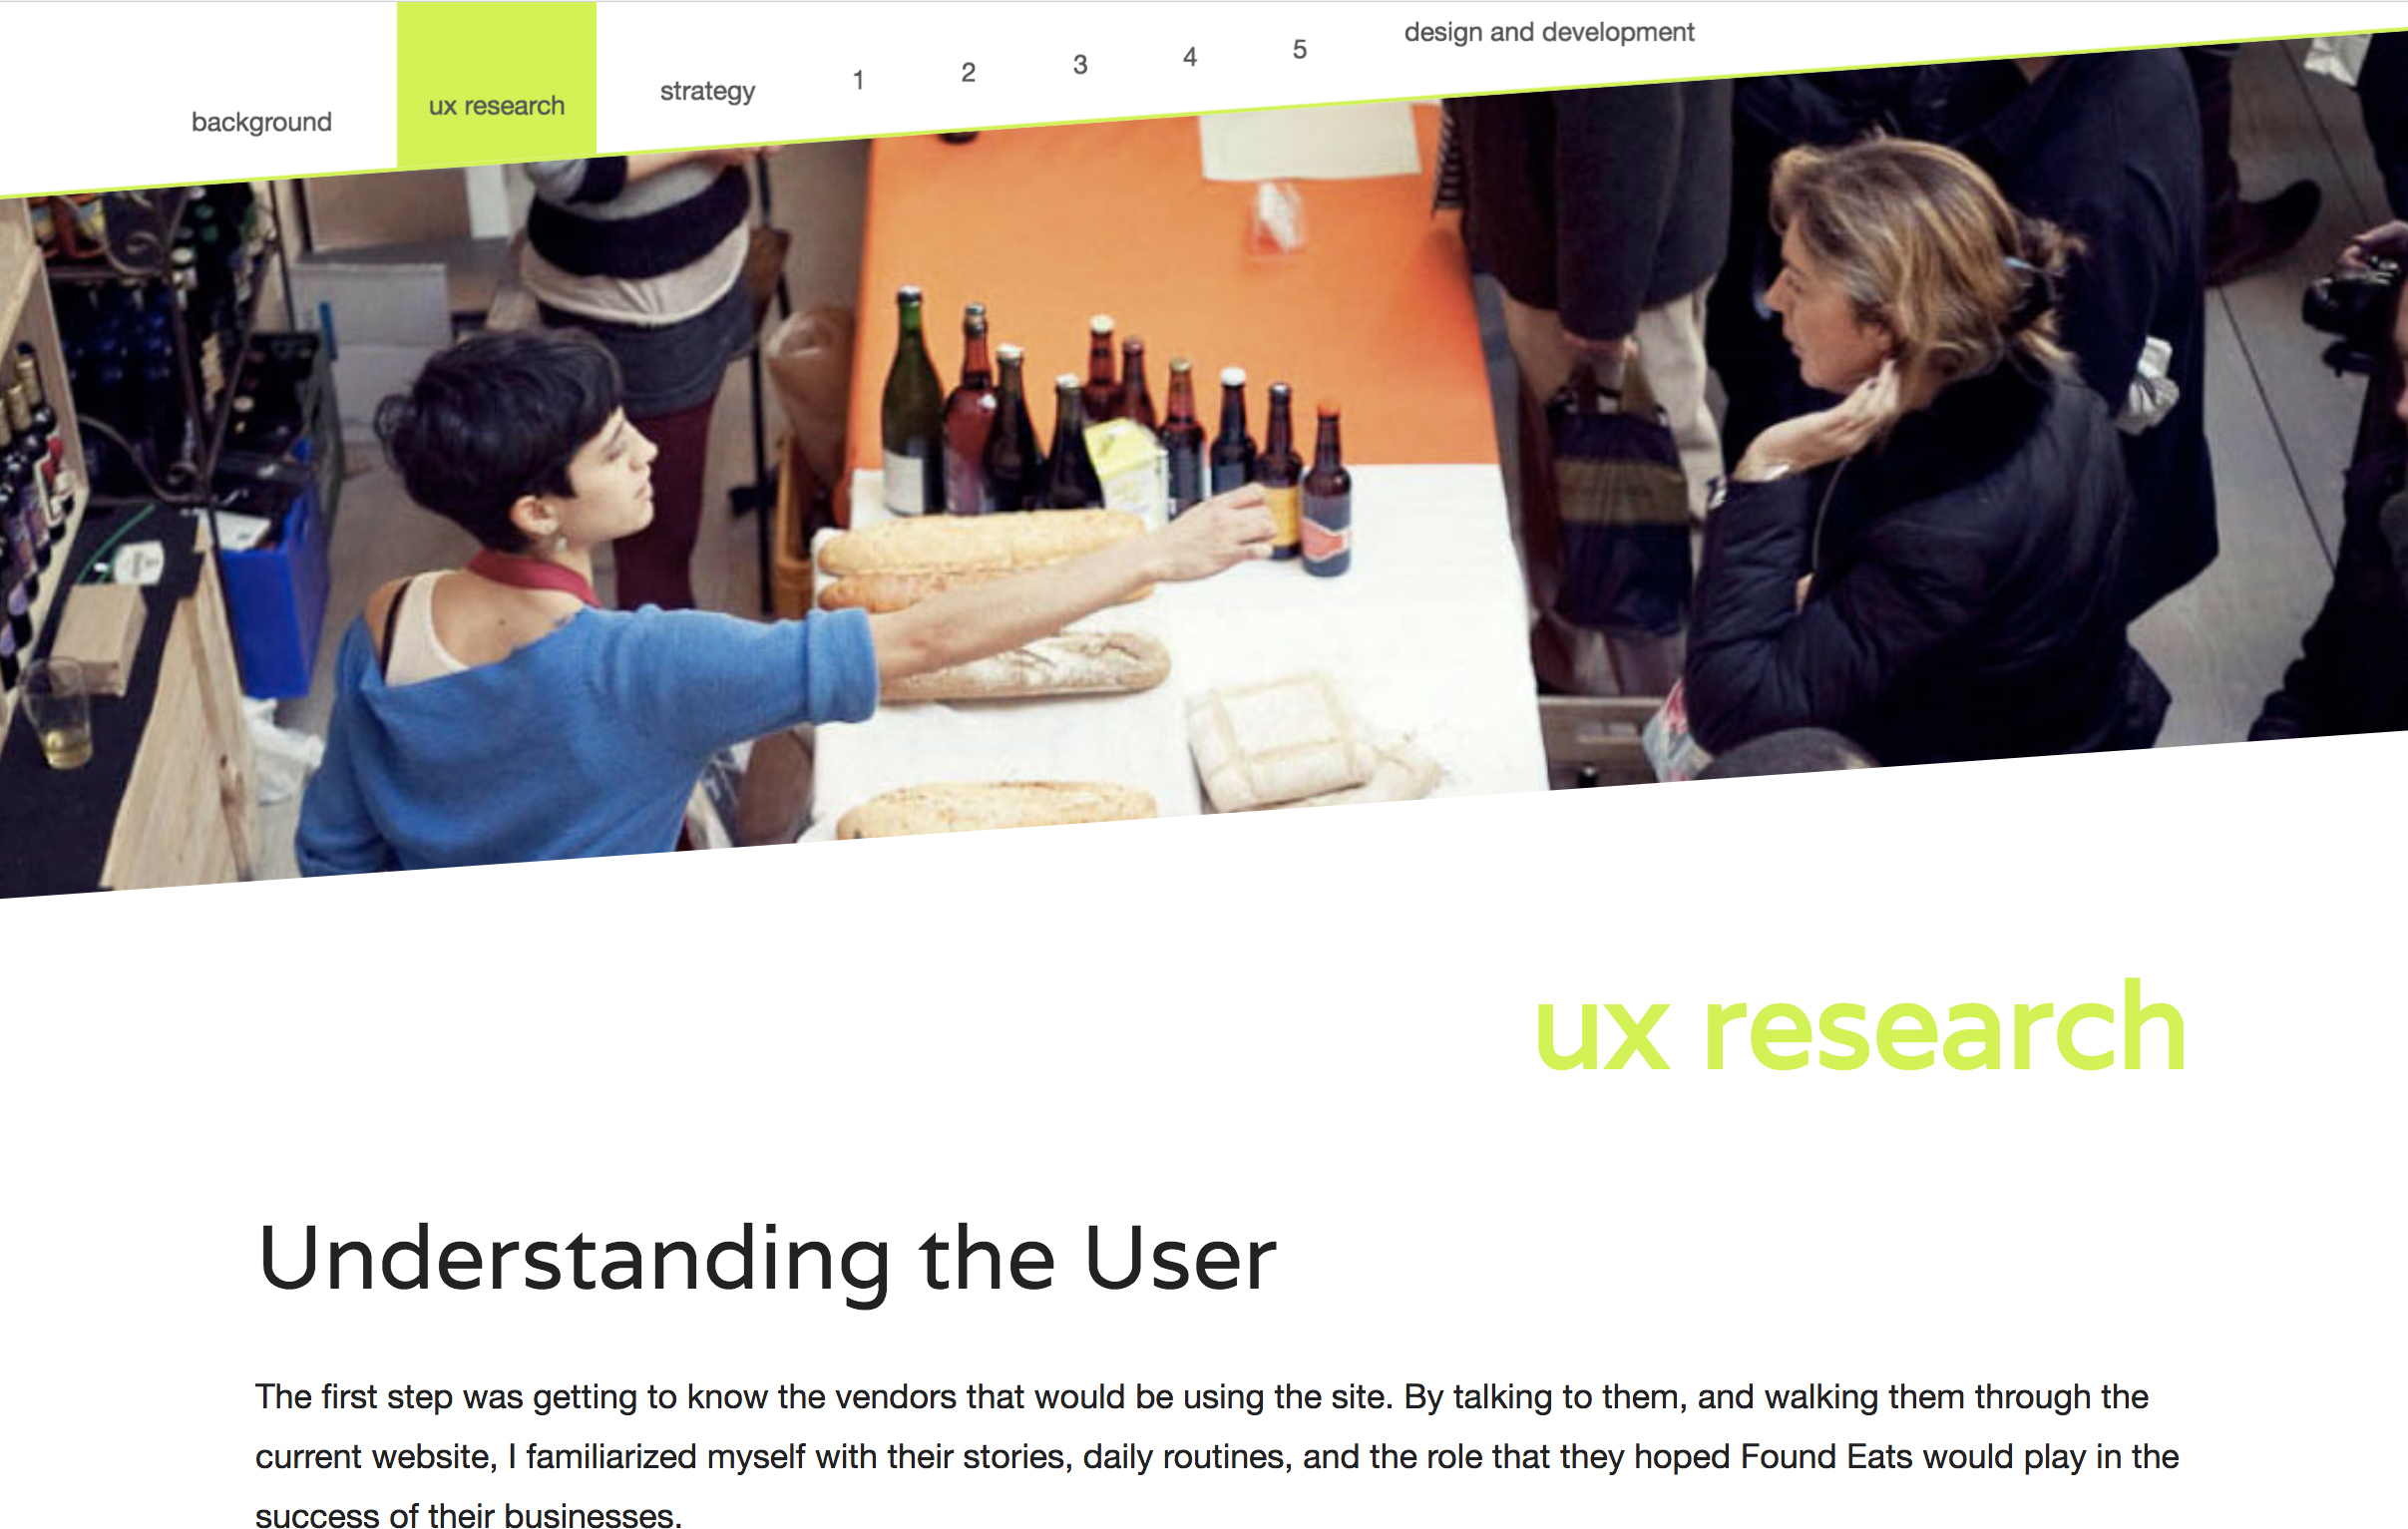 background
ux research
strategy
1
2
3
4
5
design and development
ux research
Understanding the User
The first step was getting to know the vendors that would be using the site. By talking to them, and walking them through the
current website, I familiarized myself with their stories, daily routines, and the role that they hoped Found Eats would play in the
success of their businesses.